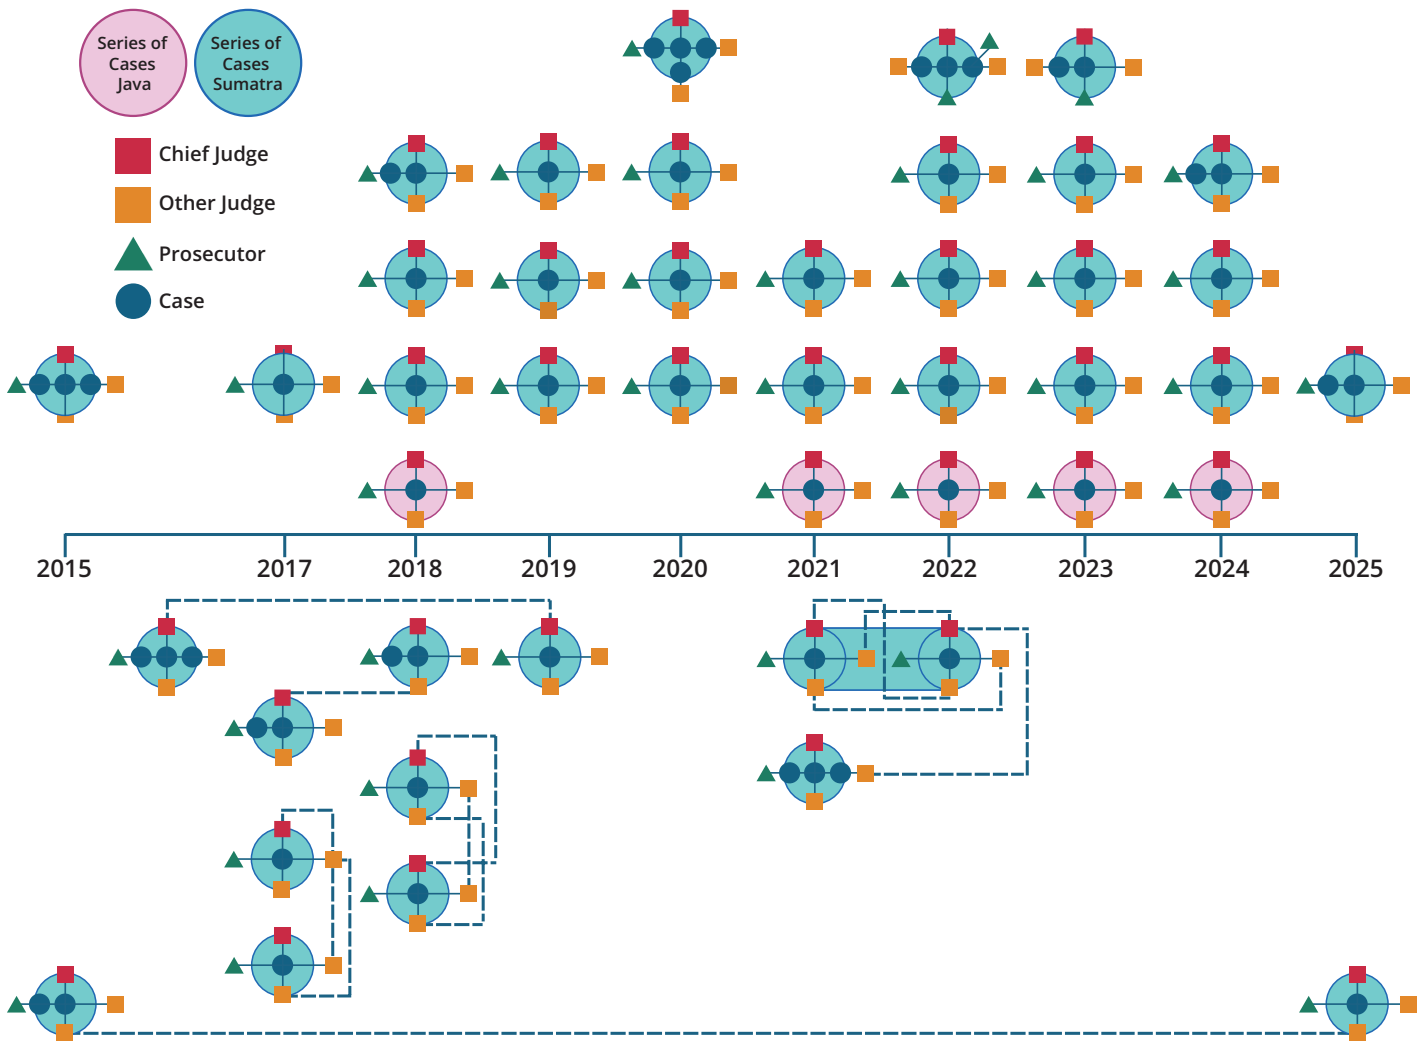 Series of
Cases
Java
Series of
Cases
Sumatra
Chief Judge
Other Judge
Prosecutor
Case
2015
2017
2018
2019
2020
2021
2022
2023
2024
2025